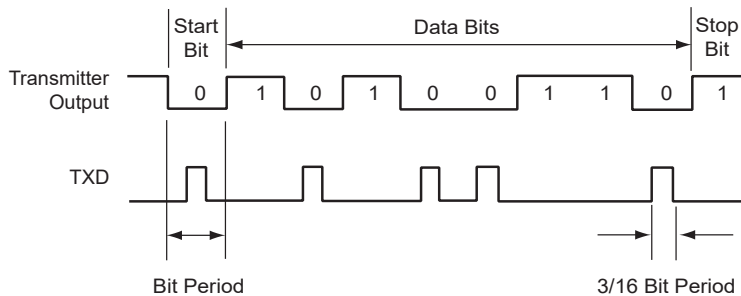 Start
Bit
Data Bits
Stop
Bit
Transmitter
Output
0 1 0 1 0 0 1 1 0 1
TXD
Bit Period
3/16 Bit Period